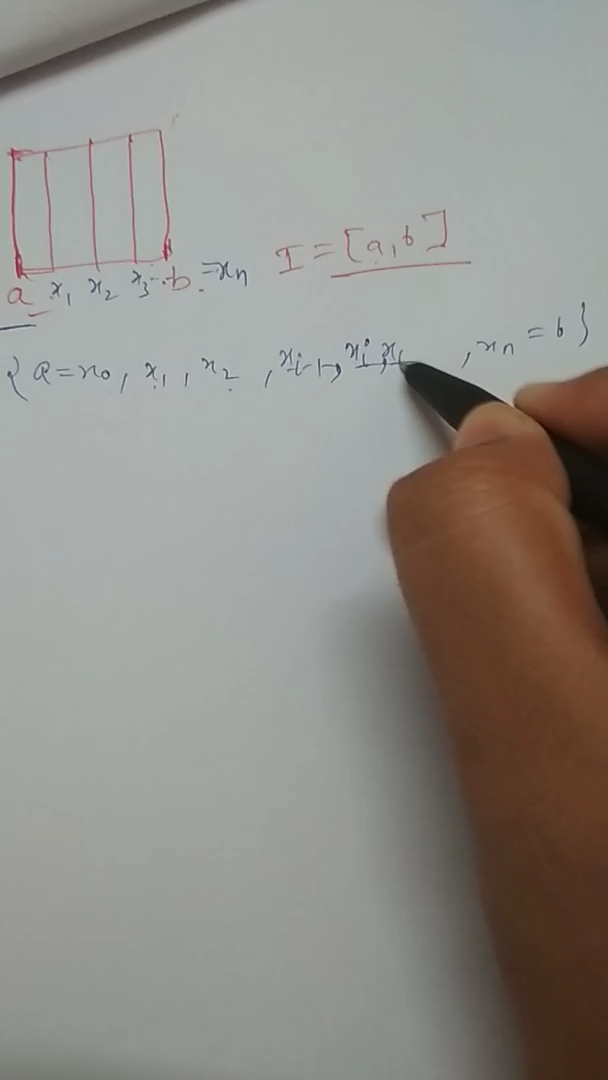 a x₁ x₂ x₃ -- b = xₙ
I = [a, b]
{a = x₀, x₁, x₂ , xᵢ₋₁, xᵢ, x , xₙ = b}